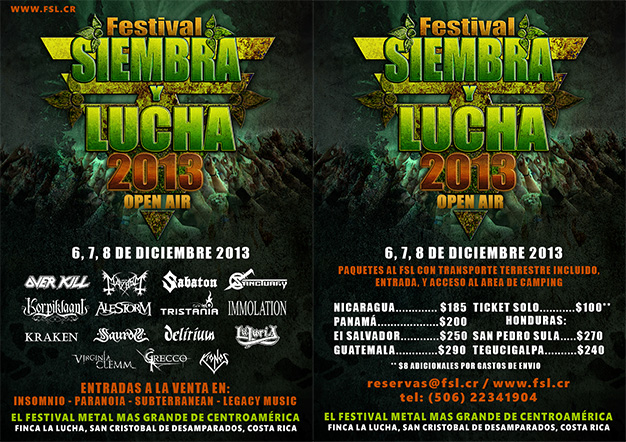 WWW.FSL.CR
Festival
SIEMBRA
Y
LUCHA
2013
OPEN AIR
6, 7, 8 DE DICIEMBRE 2013
OVERKILL MAYHEM Sabaton SANCTUARY
Korpiklaani ALESTORM TRISTANIA IMMOLATION
KRAKEN Sauros Delirium
VIRGINIA CLEMM GRECCO KRONOS
ENTRADAS A LA VENTA EN:
INSOMNIO - PARANOIA - SUBTERRANEAN - LEGACY MUSIC
EL FESTIVAL METAL MAS GRANDE DE CENTROAMÉRICA
FINCA LA LUCHA, SAN CRISTOBAL DE DESAMPARADOS, COSTA RICA
Festival
SIEMBRA
Y
LUCHA
2013
OPEN AIR
6, 7, 8 DE DICIEMBRE 2013
PAQUETES AL FSL CON TRANSPORTE TERRESTRE INCLUIDO,
ENTRADA, Y ACCESO AL AREA DE CAMPING
NICARAGUA............ $185 TICKET SOLO..........$100**
PANAMÁ.................$200 HONDURAS:
El SALVADOR..........$250 SAN PEDRO SULA.....$270
GUATEMALA...........$290 TEGUCIGALPA..........$240
** $8 ADICIONALES POR GASTOS DE ENVIO
reservas@fsl.cr / www.fsl.cr
tel: (506) 22341904
EL FESTIVAL METAL MAS GRANDE DE CENTROAMÉRICA
FINCA LA LUCHA, SAN CRISTOBAL DE DESAMPARADOS, COSTA RICA